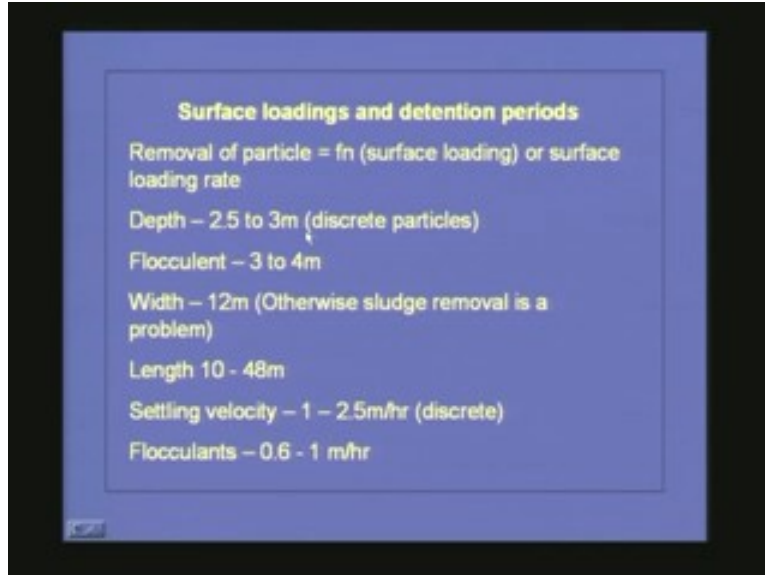 Surface loadings and detention periods
Removal of particle = fn (surface loading) or surface
loading rate
Depth – 2.5 to 3m (discrete particles)
Flocculent – 3 to 4m
Width – 12m (Otherwise sludge removal is a
problem)
Length 10 - 48m
Settling velocity – 1 – 2.5m/hr (discrete)
Flocculants – 0.6 - 1 m/hr